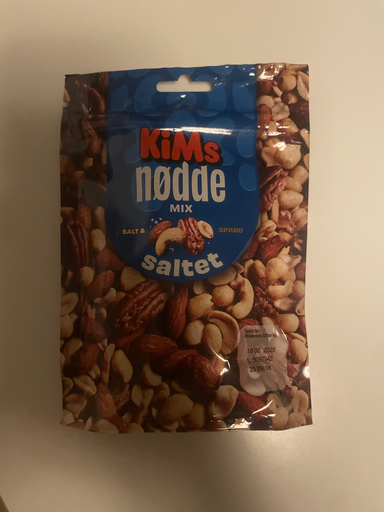 KiMs
nødde
MIX
SALT &
SPRØD
saltet